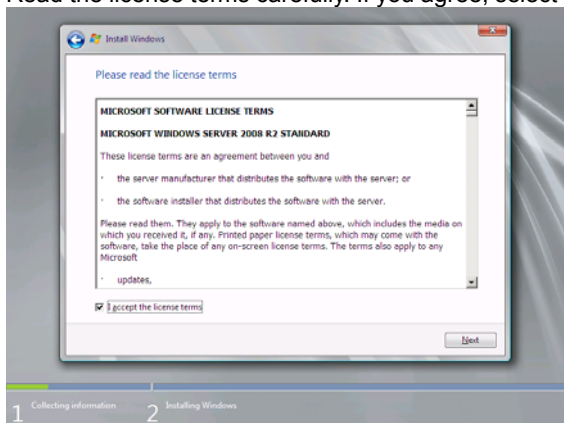 Read the license terms carefully. If you agree, select
Install Windows
Please read the license terms
MICROSOFT SOFTWARE LICENSE TERMS
MICROSOFT WINDOWS SERVER 2008 R2 STANDARD
These license terms are an agreement between you and
· the server manufacturer that distributes the software with the server; or
· the software installer that distributes the software with the server.
Please read them. They apply to the software named above, which includes the media on
which you received it, if any. Printed paper license terms, which may come with the
software, take the place of any on-screen license terms. The terms also apply to any
Microsoft
· updates,
I accept the license terms
Next
1 Collecting information 2 Installing Windows